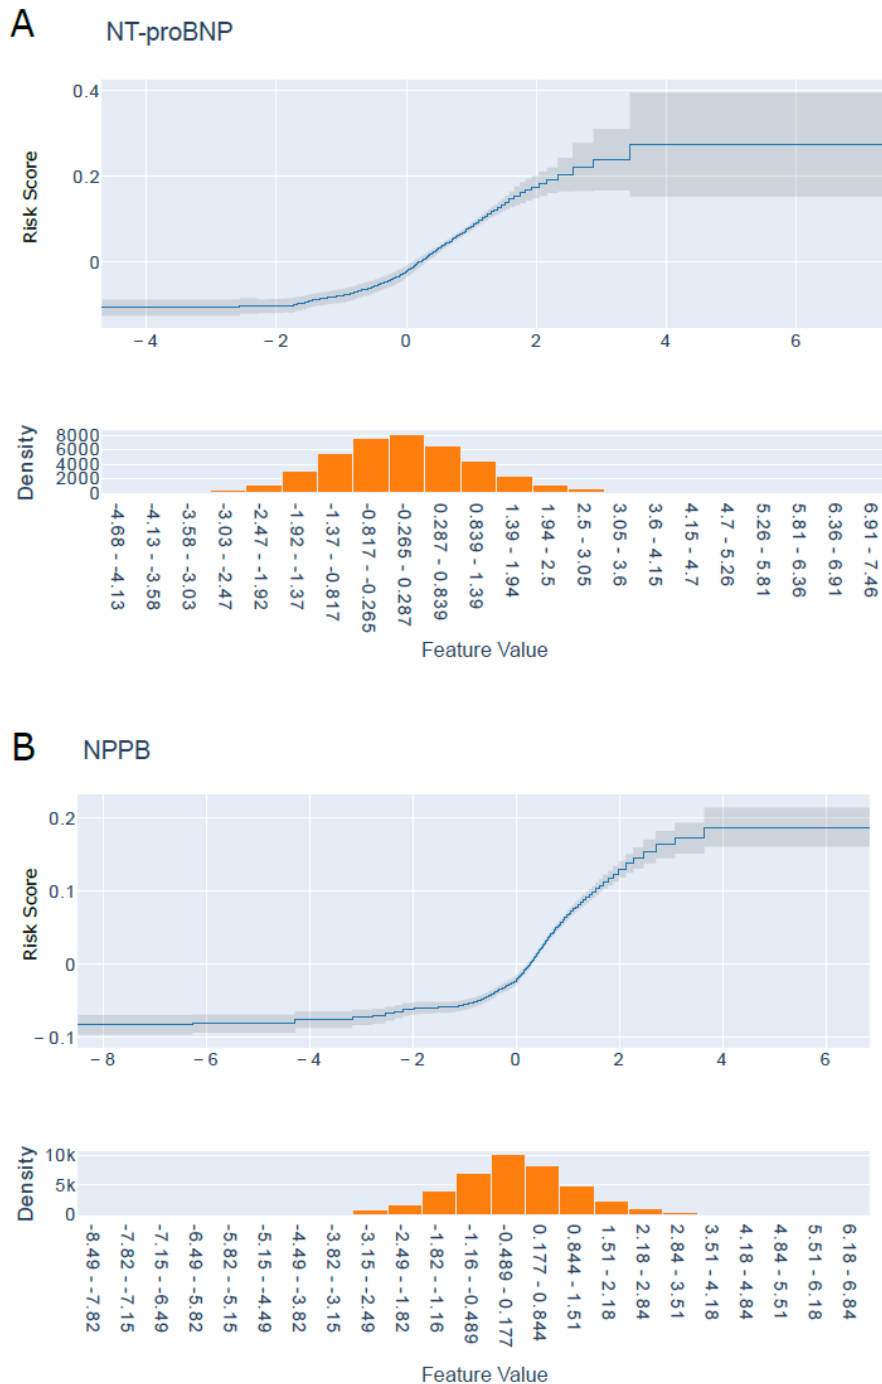 A
NT-proBNP
Risk Score
0.4
0.2
0
−4
−2
0
2
4
6
Density
8000
6000
4000
2000
0
-4.68 - -4.13
-4.13 - -3.58
-3.58 - -3.03
-3.03 - -2.47
-2.47 - -1.92
-1.92 - -1.37
-1.37 - -0.817
-0.817 - -0.265
-0.265 - 0.287
0.287 - 0.839
0.839 - 1.39
1.39 - 1.94
1.94 - 2.5
2.5 - 3.05
3.05 - 3.6
3.6 - 4.15
4.15 - 4.7
4.7 - 5.26
5.26 - 5.81
5.81 - 6.36
6.36 - 6.91
6.91 - 7.46
Feature Value
B
NPPB
Risk Score
0.2
0.1
0
−0.1
−8
−6
−4
−2
0
2
4
6
Density
10k
5k
0
-8.49 - -7.82
-7.82 - -7.15
-7.15 - -6.49
-6.49 - -5.82
-5.82 - -5.15
-5.15 - -4.49
-4.49 - -3.82
-3.82 - -3.15
-3.15 - -2.49
-2.49 - -1.82
-1.82 - -1.16
-1.16 - -0.489
-0.489 - 0.177
0.177 - 0.844
0.844 - 1.51
1.51 - 2.18
2.18 - 2.84
2.84 - 3.51
3.51 - 4.18
4.18 - 4.84
4.84 - 5.51
5.51 - 6.18
6.18 - 6.84
Feature Value